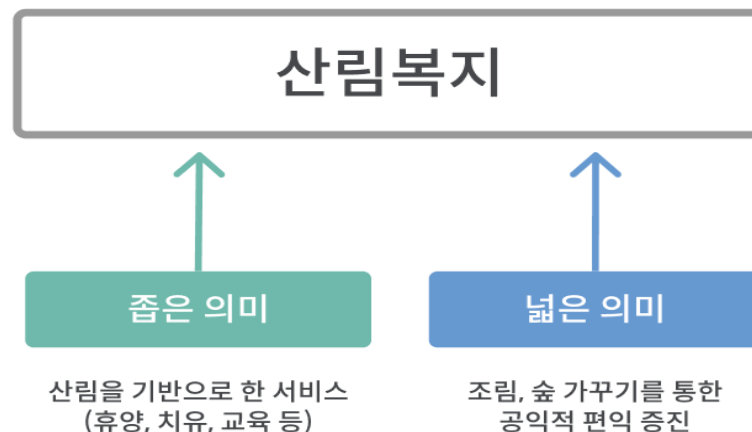 산림복지
좁은 의미
넓은 의미
산림을 기반으로 한 서비스
(휴양, 치유, 교육 등)
조림, 숲 가꾸기를 통한
공익적 편익 증진